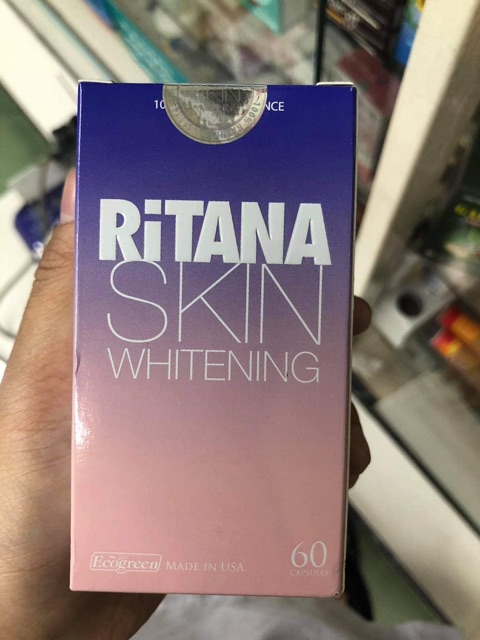 RiTANA
SKIN
WHITENING
Ecogreen MADE IN USA
60
CAPSULES